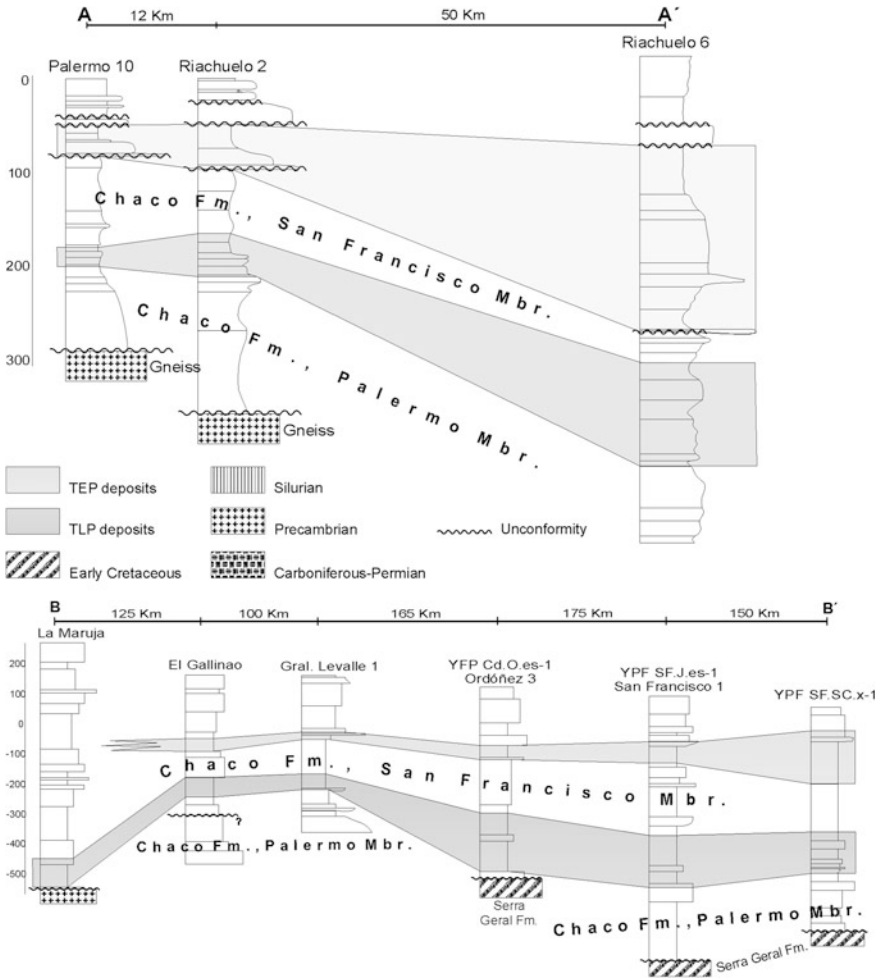 A A´
12 Km 50 Km
Riachuelo 6
Palermo 10 Riachuelo 2
0
100
200
300
Chaco Fm., San Francisco Mbr.
Chaco Fm., Palermo Mbr.
Gneiss
Gneiss
TEP deposits
Silurian
TLP deposits
Precambrian
Unconformity
Early Cretaceous
Carboniferous-Permian
B B´
125 Km 100 Km 165 Km 175 Km 150 Km
La Maruja
El Gallinao
Gral. Levalle 1
YFP Cd.O.es-1
Ordóñez 3
YPF SF.J.es-1
San Francisco 1
YPF SF.SC.x-1
200
100
0
-100
-200
-300
-400
-500
Chaco Fm., San Francisco Mbr.
?
Chaco Fm.,Palermo Mbr.
Serra
Geral Fm.
Chaco Fm.,Palermo Mbr.
Serra Geral Fm.